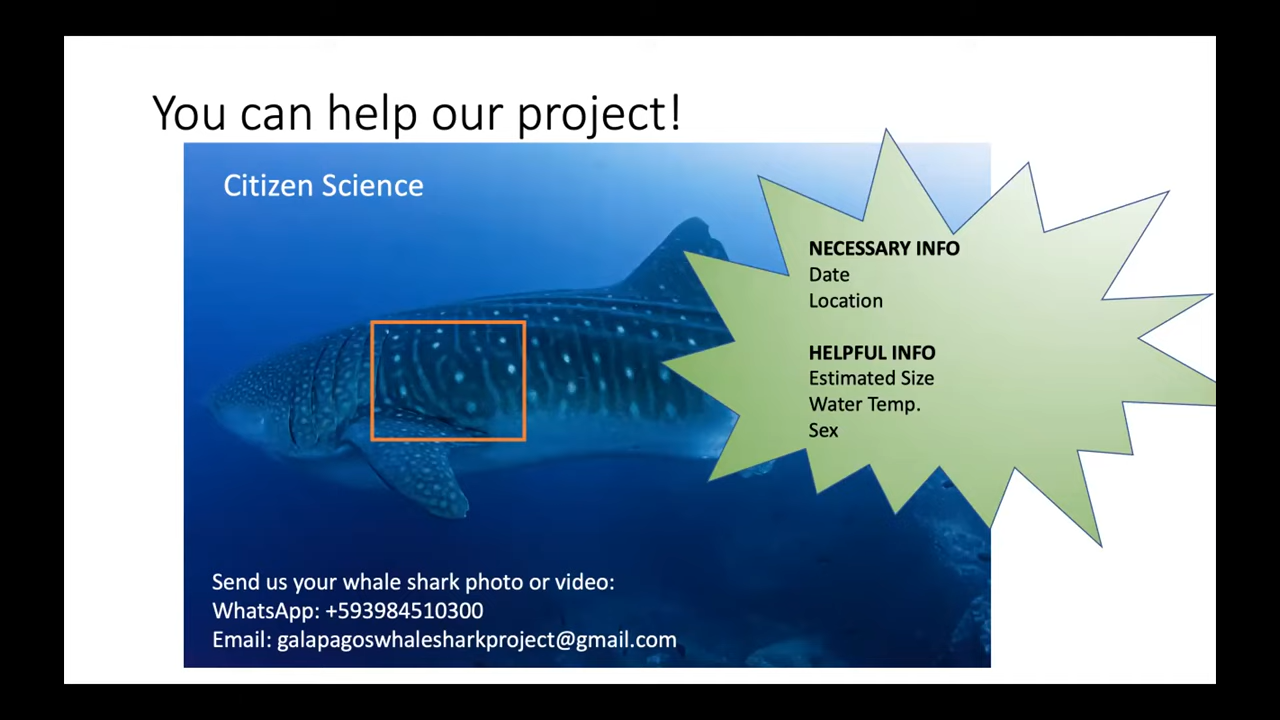 You can help our project!
Citizen Science
NECESSARY INFO
Date
Location
HELPFUL INFO
Estimated Size
Water Temp.
Sex
Send us your whale shark photo or video:
WhatsApp: +593984510300
Email: galapagoswhalesharkproject@gmail.com